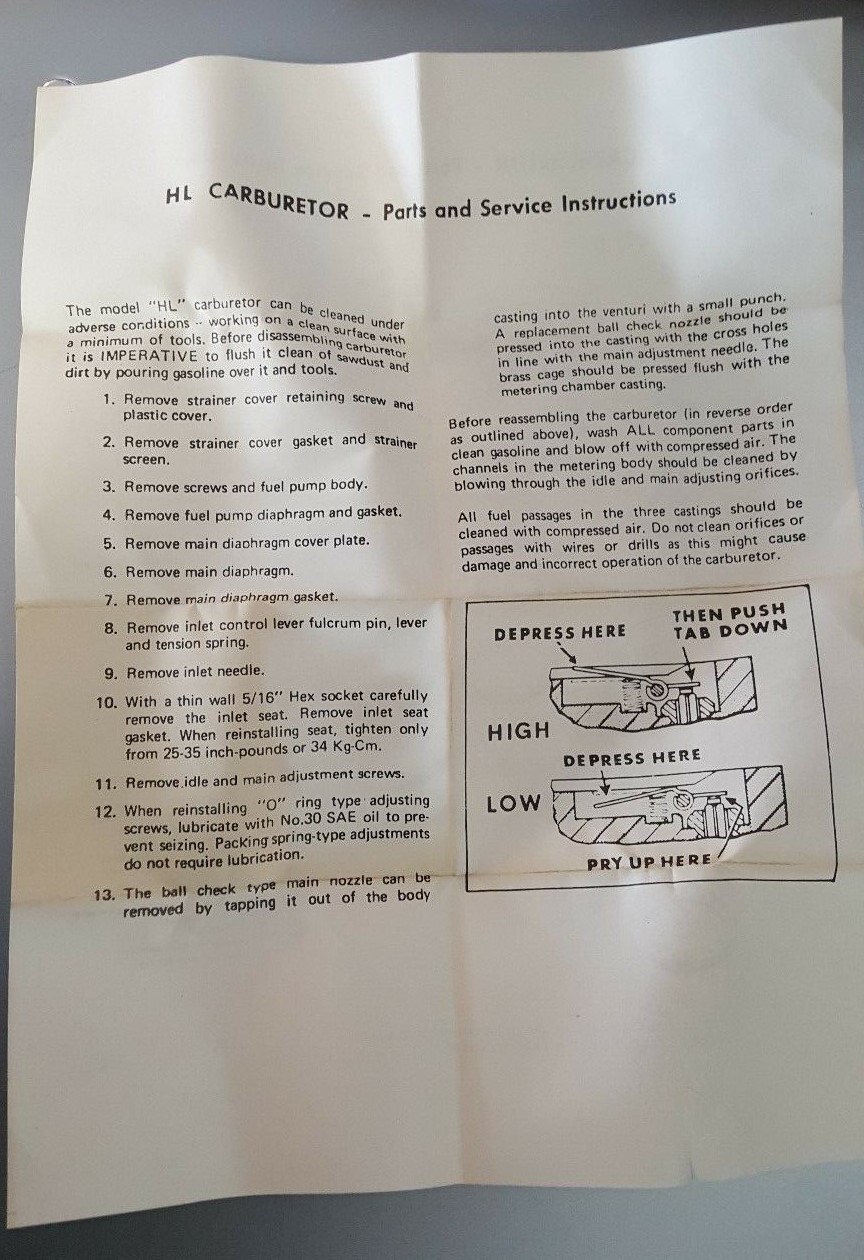 HL CARBURETOR - Parts and Service Instructions
The model "HL" carburetor can be cleaned under
adverse conditions -- working on a clean surface with
a minimum of tools. Before disassembling carburetor
it is IMPERATIVE to flush it clean of sawdust and
dirt by pouring gasoline over it and tools.
1. Remove strainer cover retaining screw and
plastic cover.
2. Remove strainer cover gasket and strainer
screen.
3. Remove screws and fuel pump body.
4. Remove fuel pump diaphragm and gasket.
5. Remove main diaphragm cover plate.
6. Remove main diaphragm.
7. Remove main diaphragm gasket.
8. Remove inlet control lever fulcrum pin, lever
and tension spring.
9. Remove inlet needle.
10. With a thin wall 5/16" Hex socket carefully
remove the inlet seat. Remove inlet seat
gasket. When reinstalling seat, tighten only
from 25-35 inch-pounds or 34 Kg-Cm.
11. Remove idle and main adjustment screws.
12. When reinstalling "O" ring type adjusting
screws, lubricate with No.30 SAE oil to pre-
vent seizing. Packing spring-type adjustments
do not require lubrication.
13. The ball check type main nozzle can be
removed by tapping it out of the body
casting into the venturi with a small punch.
A replacement ball check nozzle should be
pressed into the casting with the cross holes
in line with the main adjustment needle. The
brass cage should be pressed flush with the
metering chamber casting.
Before reassembling the carburetor (in reverse order
as outlined above), wash ALL component parts in
clean gasoline and blow off with compressed air. The
channels in the metering body should be cleaned by
blowing through the idle and main adjusting orifices.
All fuel passages in the three castings should be
cleaned with compressed air. Do not clean orifices or
passages with wires or drills as this might cause
damage and incorrect operation of the carburetor.
DEPRESS HERE
THEN PUSH
TAB DOWN
HIGH
DEPRESS HERE
LOW
PRY UP HERE